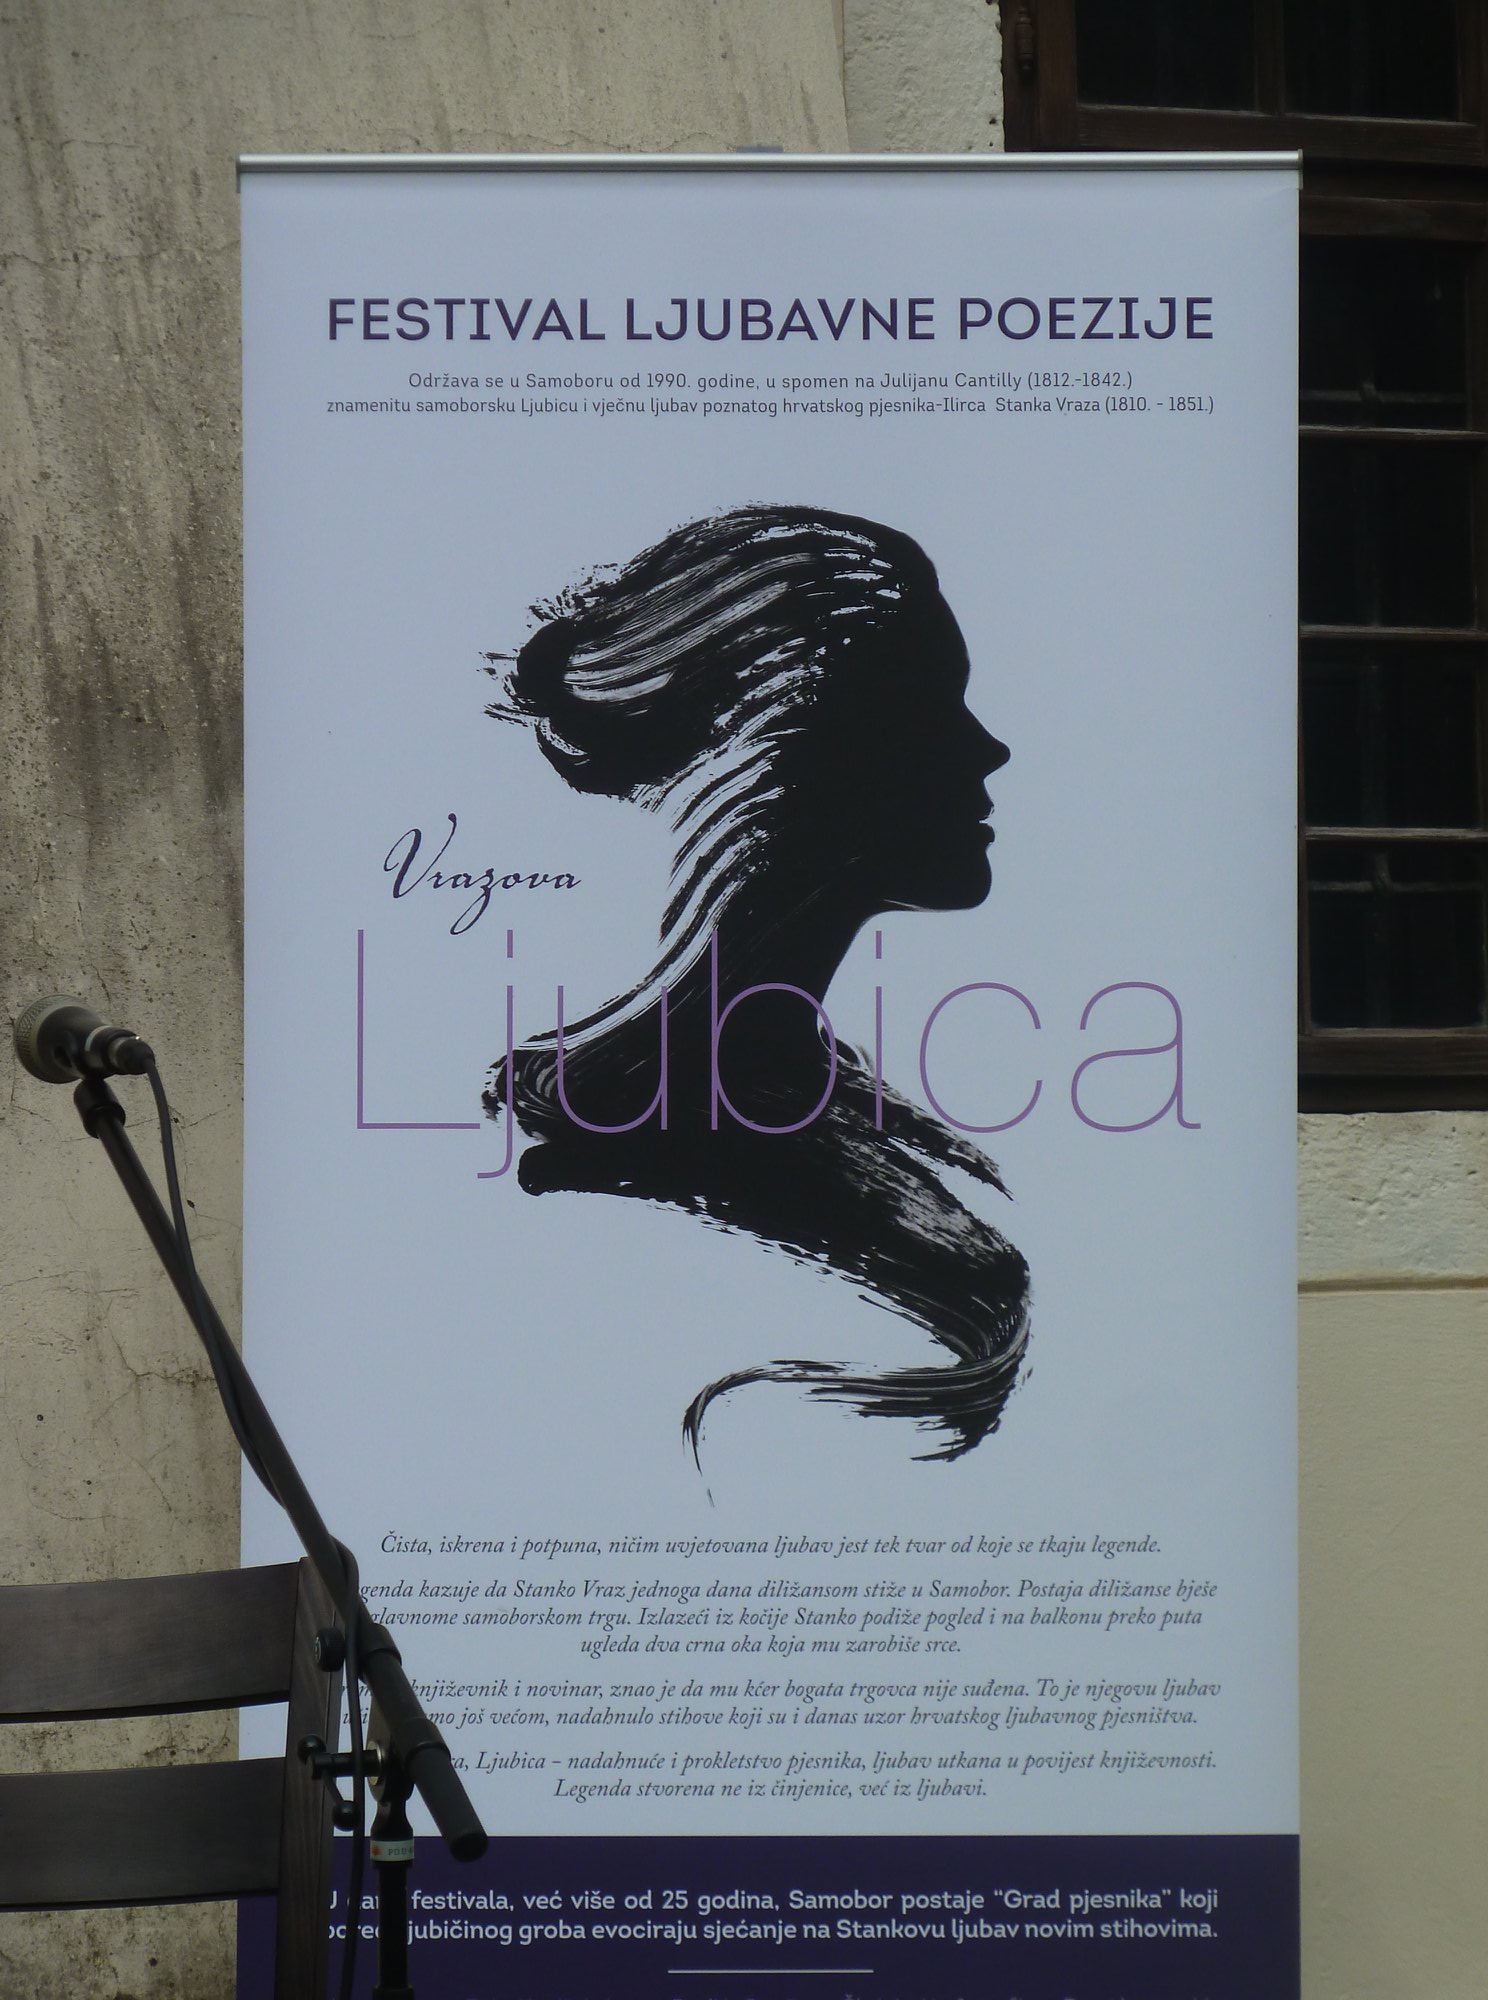 FESTIVAL LJUBAVNE POEZIJE
Održava se u Samoboru od 1990. godine, u spomen na Julijanu Cantilly (1812.-1842.)
znamenitu samoborsku Ljubicu i vječnu ljubav poznatog hrvatskog pjesnika-Ilirca Stanka Vraza (1810. - 1851.)
Vrazova
Ljubica
Čista, iskrena i potpuna, ničim uvjetovana ljubav jest tek tvar od koje se tkaju legende.
kazuje da Stanko Vraz jednoga dana diližansom stiže u Samobor. Postaja diližanse bješe
glavnome samoborskom trgu. Izlazeći iz kočije Stanko podiže pogled i na balkonu preko puta
ugleda dva crna oka koja mu zarobiše srce.
književnik i novinar, znao je da mu kćer bogata trgovca nije suđena. To je njegovu ljubav
još većom, nadahnulo stihove koji su i danas uzor hrvatskog ljubavnog pjesništva.
Ljubica – nadahnuće i prokletstvo pjesnika, ljubav utkana u povijest književnosti.
Legenda stvorena ne iz činjenice, već iz ljubavi.
U festivala, već više od 25 godina, Samobor postaje “Grad pjesnika” koji
groba evociraju sjećanje na Stankovu ljubav novim stihovima.